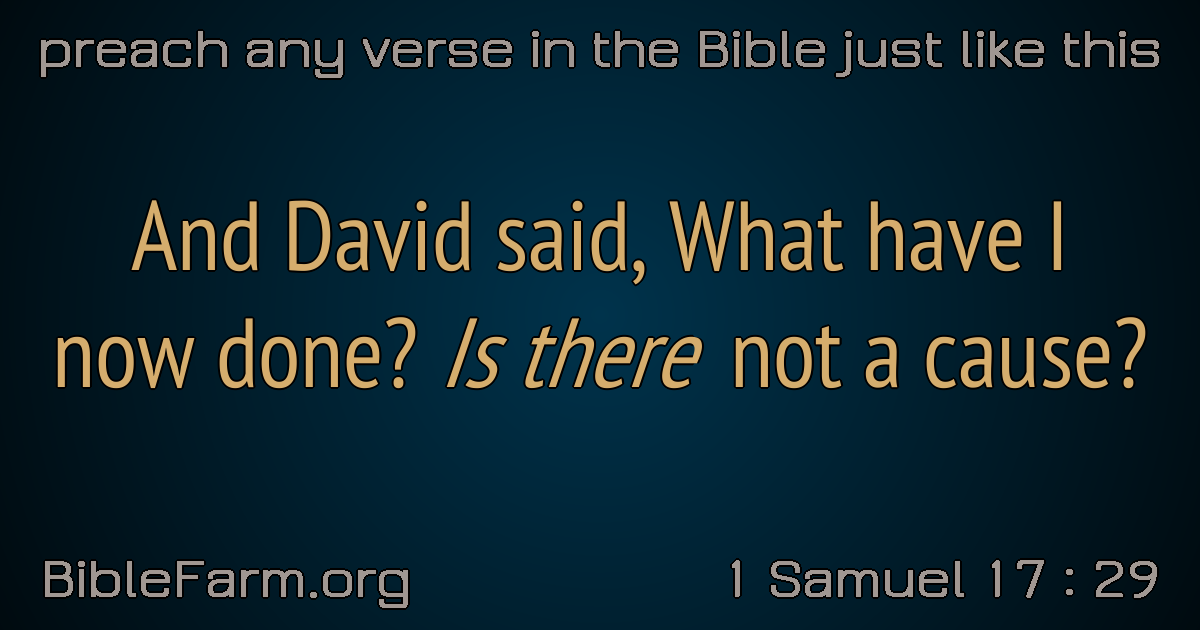 preach any verse in the Bible just like this
And David said, What have I
now done? Is there not a cause?
BibleFarm.org
1 Samuel 17 : 29